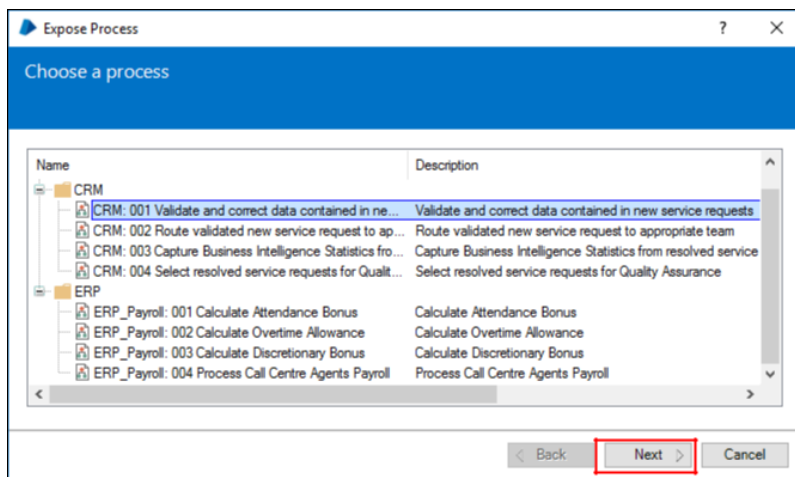 Expose Process
?
Choose a process
Name Description
CRM
CRM: 001 Validate and correct data contained in ne... Validate and correct data contained in new service requests
CRM: 002 Route validated new service request to ap... Route validated new service request to appropriate team
CRM: 003 Capture Business Intelligence Statistics fro... Capture Business Intelligence Statistics from resolved service
CRM: 004 Select resolved service requests for Qualit... Select resolved service requests for Quality Assurance
ERP
ERP_Payroll: 001 Calculate Attendance Bonus Calculate Attendance Bonus
ERP_Payroll: 002 Calculate Overtime Allowance Calculate Overtime Allowance
ERP_Payroll: 003 Calculate Discretionary Bonus Calculate Discretionary Bonus
ERP_Payroll: 004 Process Call Centre Agents Payroll Process Call Centre Agents Payroll
< Back Next > Cancel